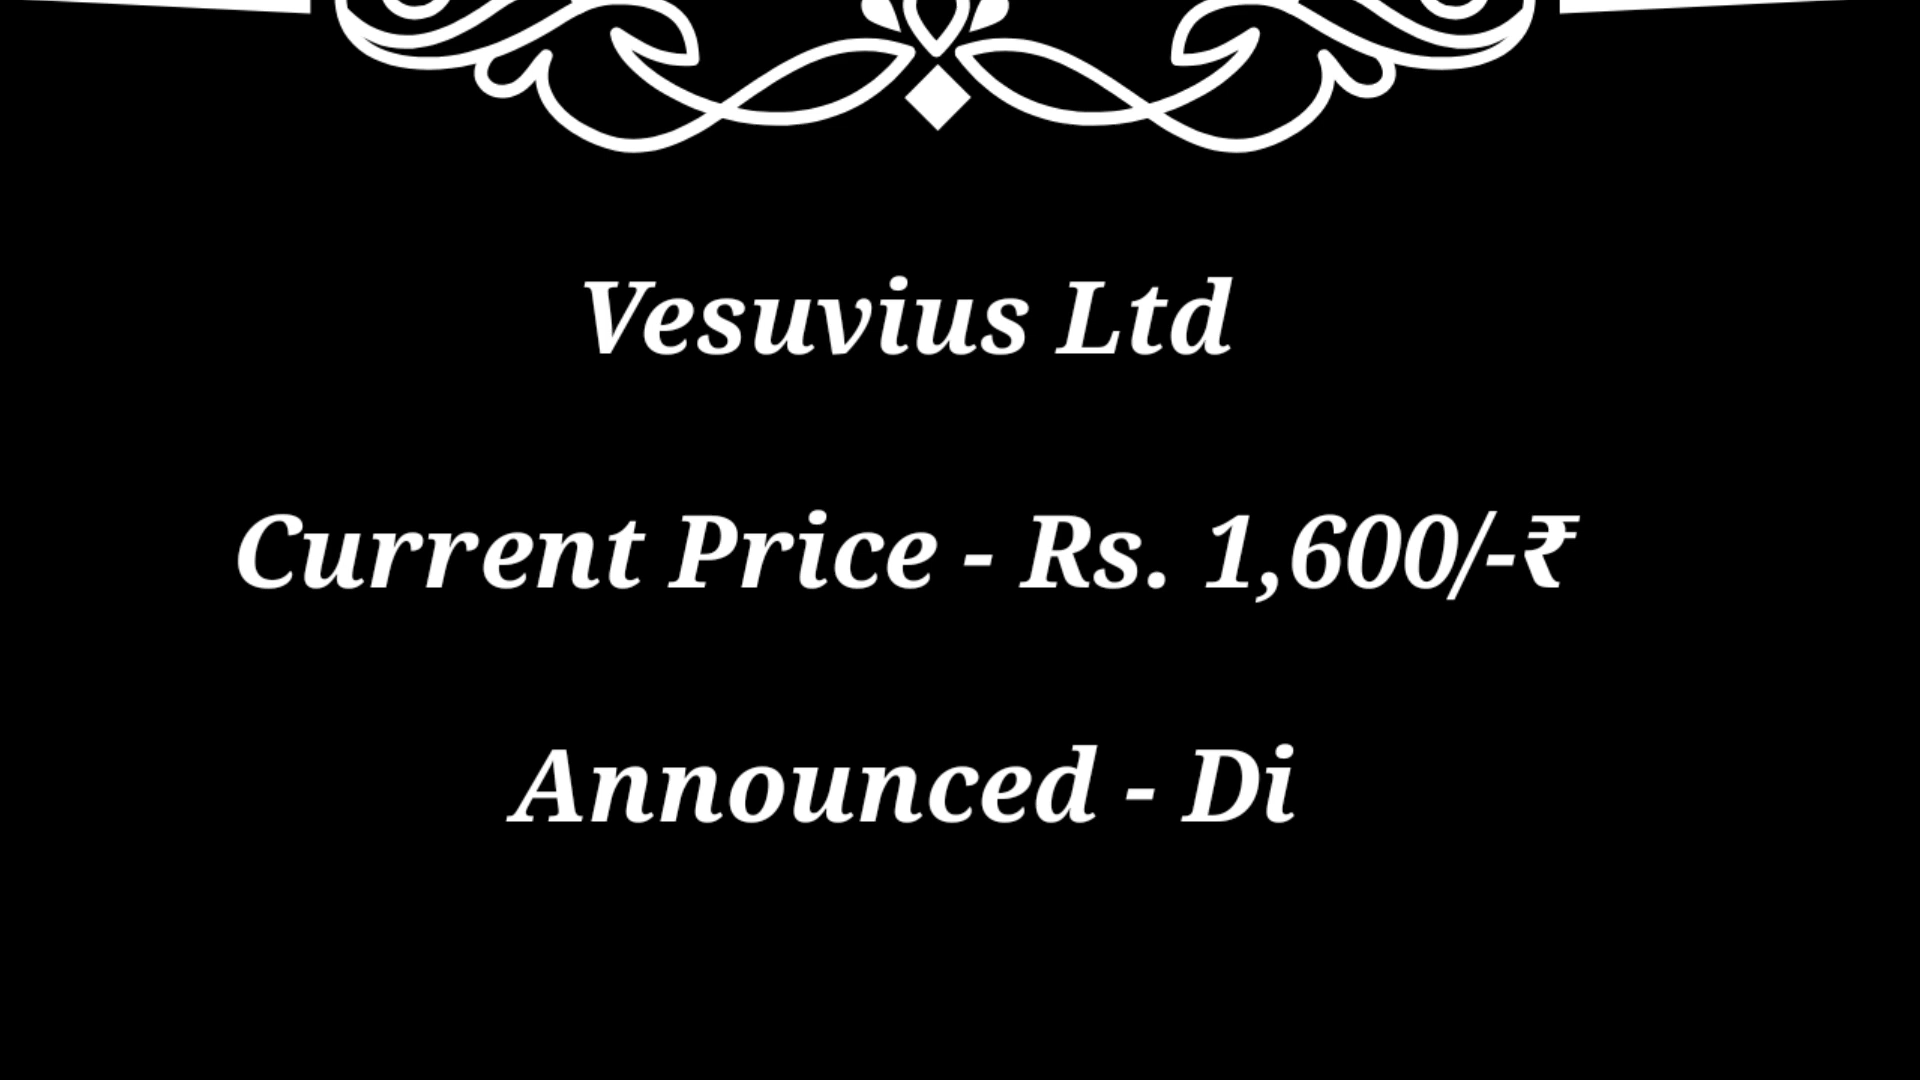 Vesuvius Ltd
Current Price - Rs. 1,600/-₹
Announced - Di